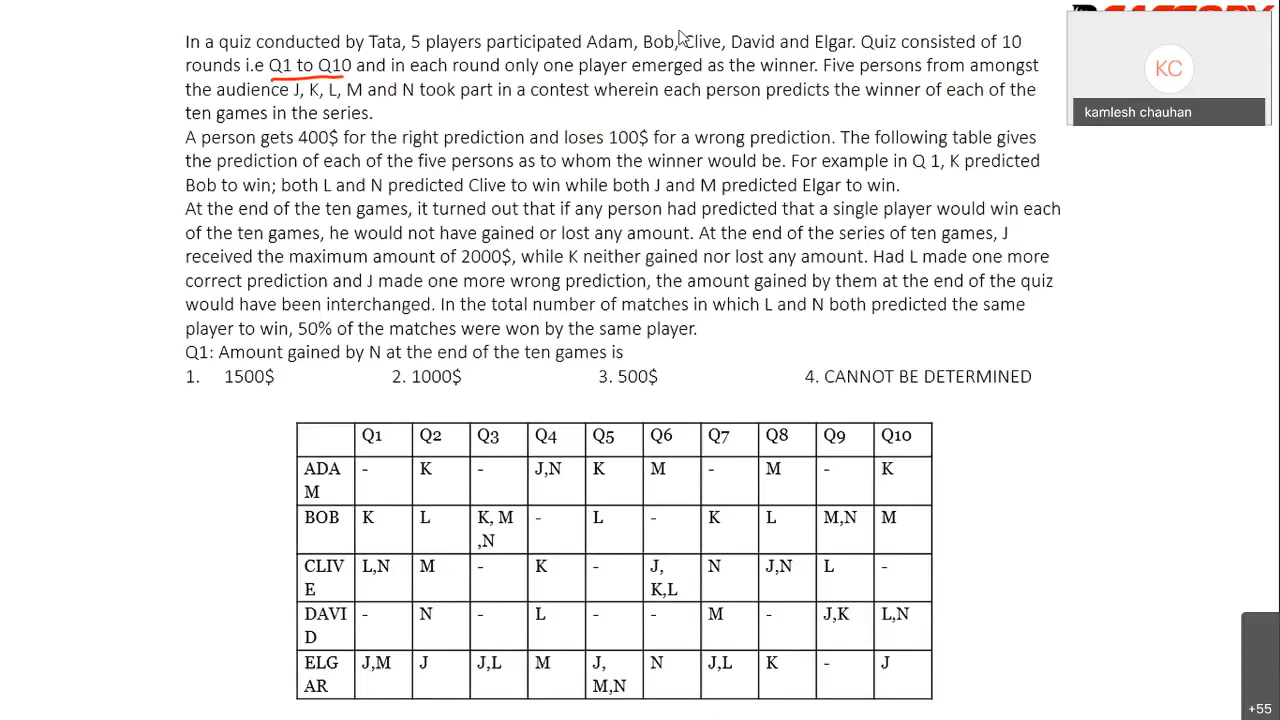 In a quiz conducted by Tata, 5 players participated Adam, Bob, Clive, David and Elgar. Quiz consisted of 10
rounds i.e Q1 to Q10 and in each round only one player emerged as the winner. Five persons from amongst
the audience J, K, L, M and N took part in a contest wherein each person predicts the winner of each of the
ten games in the series.
A person gets 400$ for the right prediction and loses 100$ for a wrong prediction. The following table gives
the prediction of each of the five persons as to whom the winner would be. For example in Q 1, K predicted
Bob to win; both L and N predicted Clive to win while both J and M predicted Elgar to win.
At the end of the ten games, it turned out that if any person had predicted that a single player would win each
of the ten games, he would not have gained or lost any amount. At the end of the series of ten games, J
received the maximum amount of 2000$, while K neither gained nor lost any amount. Had L made one more
correct prediction and J made one more wrong prediction, the amount gained by them at the end of the quiz
would have been interchanged. In the total number of matches in which L and N both predicted the same
player to win, 50% of the matches were won by the same player.
Q1: Amount gained by N at the end of the ten games is
1. 1500$ 2. 1000$ 3. 500$ 4. CANNOT BE DETERMINED
KC
kamlesh chauhan
Q1 Q2 Q3 Q4 Q5 Q6 Q7 Q8 Q9 Q10
ADA - K - J,N K M - M - K
M
BOB K L K, M - L - K L M,N M
,N
CLIV L,N M - K - J, N J,N L -
E K,L
DAVI - N - L - - M - J,K L,N
D
ELG J,M J J,L M J, N J,L K - J
AR M,N
+55